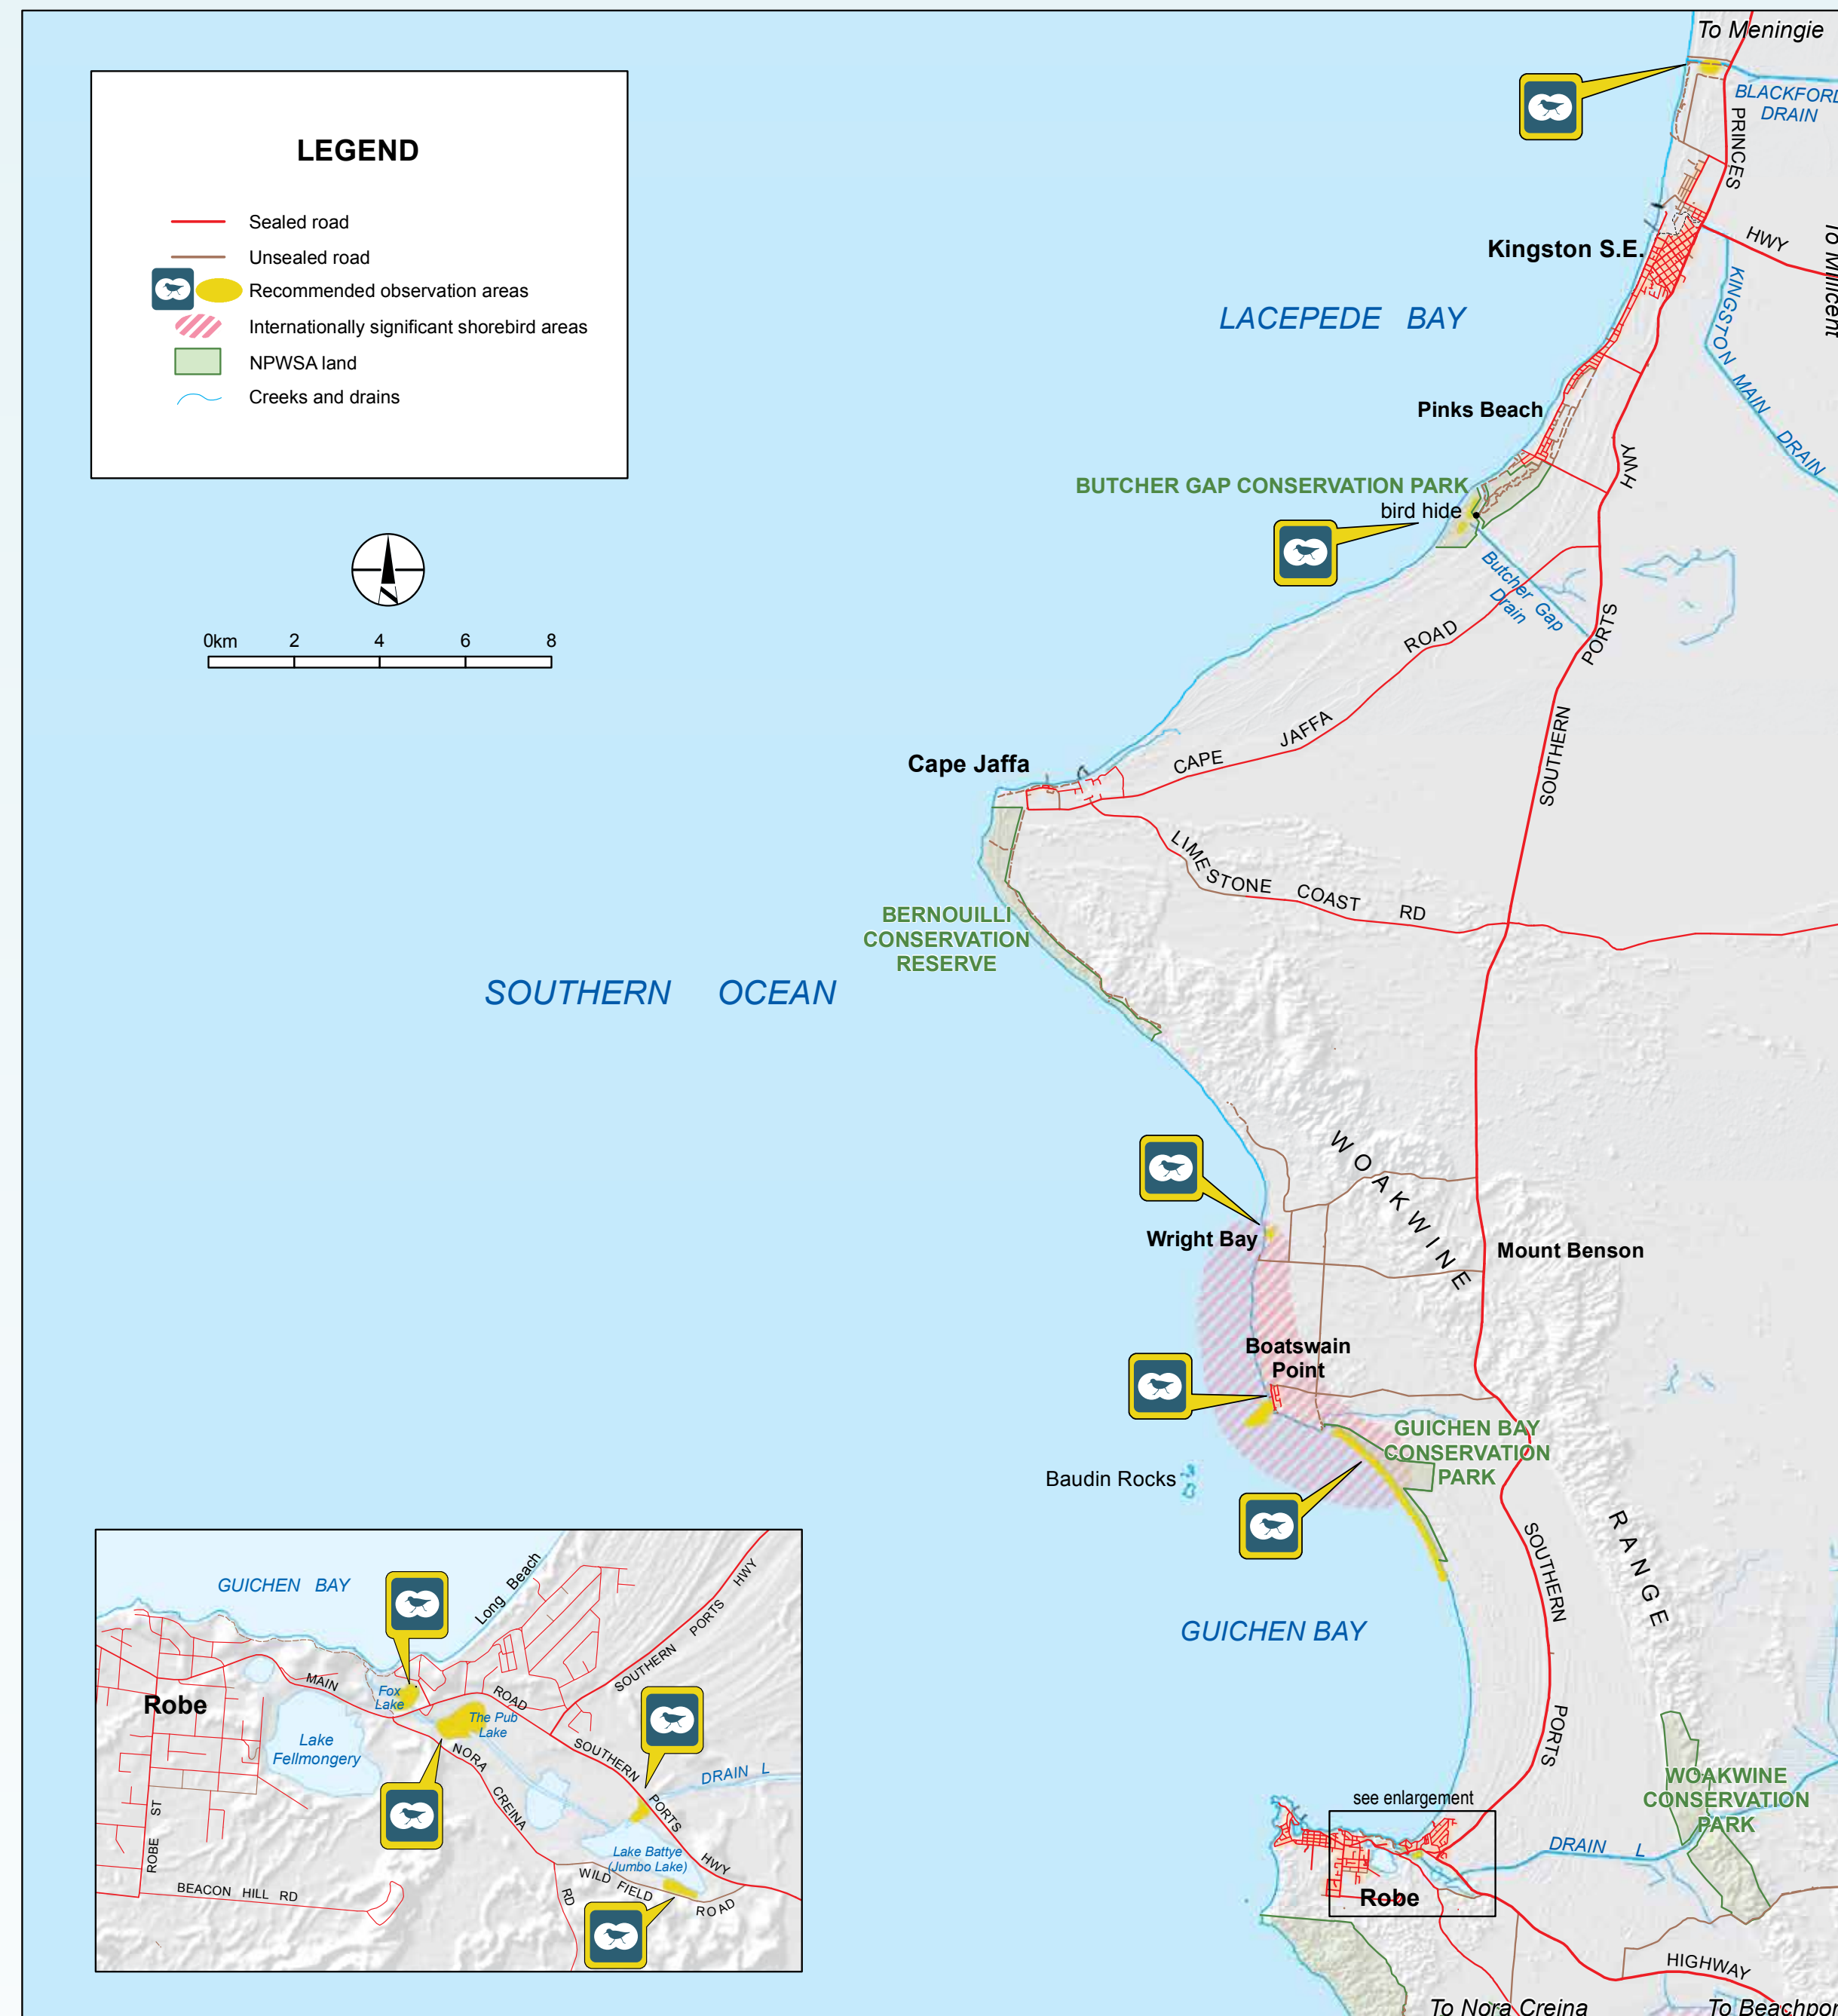 LEGEND
Sealed road
Unsealed road
Recommended observation areas
Internationally significant shorebird areas
NPWSA land
Creeks and drains
0km 2 4 6 8
To Meningie
BLACKFORD
DRAIN
PRINCES
HWY
To Millicent
Kingston S.E.
KINGSTON MAIN DRAIN
LACEPEDE BAY
Pinks Beach
HWY
BUTCHER GAP CONSERVATION PARK
bird hide
Butcher Gap
Drain
PORTS
SOUTHERN
CAPE JAFFA ROAD
Cape Jaffa
LIMESTONE COAST RD
BERNOUILLI
CONSERVATION
RESERVE
SOUTHERN OCEAN
WOAKWINE
Wright Bay
Mount Benson
Boatswain
Point
GUICHEN BAY
CONSERVATION
PARK
Baudin Rocks
RANGE
SOUTHERN
GUICHEN BAY
PORTS
WOAKWINE
CONSERVATION
PARK
see enlargement
DRAIN L
Robe
HIGHWAY
To Nora Creina
To Beachpor
GUICHEN BAY
Long Beach
SOUTHERN PORTS HWY
MAIN
ROAD
Fox
Lake
Robe
The Pub
Lake
Lake
Fellmongery
NORA
CREINA
RD
SOUTHERN
PORTS
HWY
DRAIN L
ROBE ST
Lake Battye
(Jumbo Lake)
WILD FIELD
ROAD
BEACON HILL RD